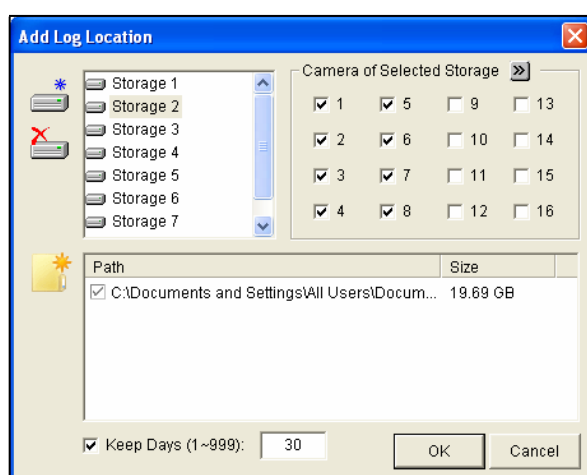 Add Log Location
Storage 1
Storage 2
Storage 3
Storage 4
Storage 5
Storage 6
Storage 7
Camera of Selected Storage
1 5 9 13
2 6 10 14
3 7 11 15
4 8 12 16
Path Size
C:\Documents and Settings\All Users\Docum... 19.69 GB
Keep Days (1~999): 30
OK Cancel